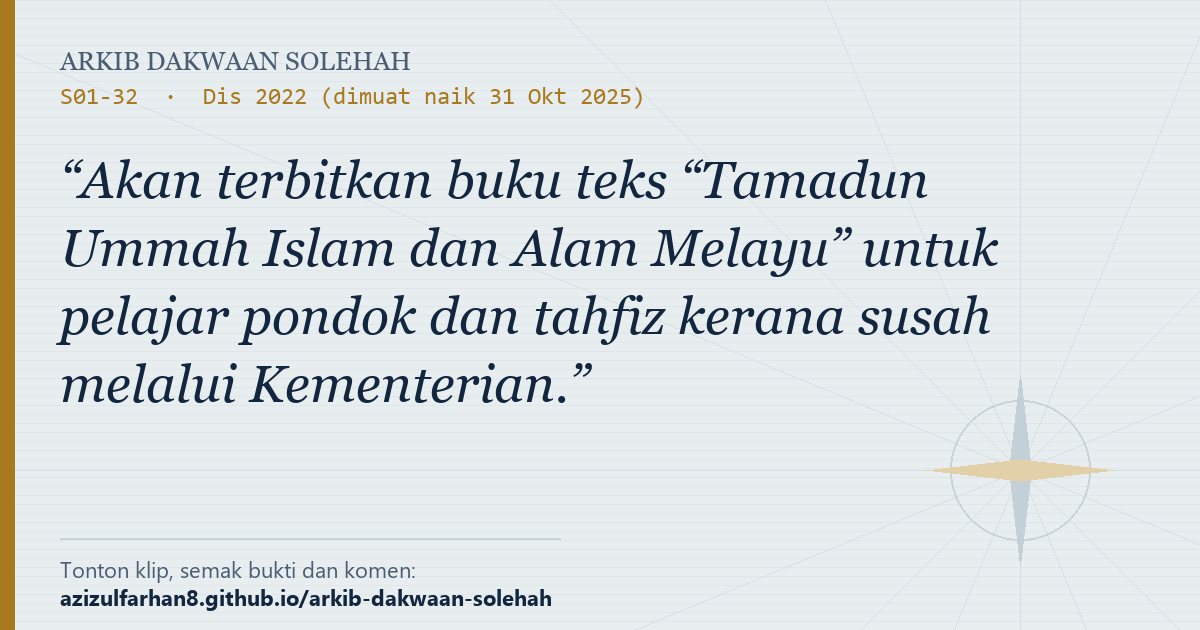 ARKIB DAKWAAN SOLEHAH
S01-32 · Dis 2022 (dimuat naik 31 Okt 2025)
“Akan terbitkan buku teks “Tamadun
Ummah Islam dan Alam Melayu” untuk
pelajar pondok dan tahfiz kerana susah
melalui Kementerian.”
Tonton klip, semak bukti dan komen:
azizulfarhan8.github.io/arkib-dakwaan-solehah